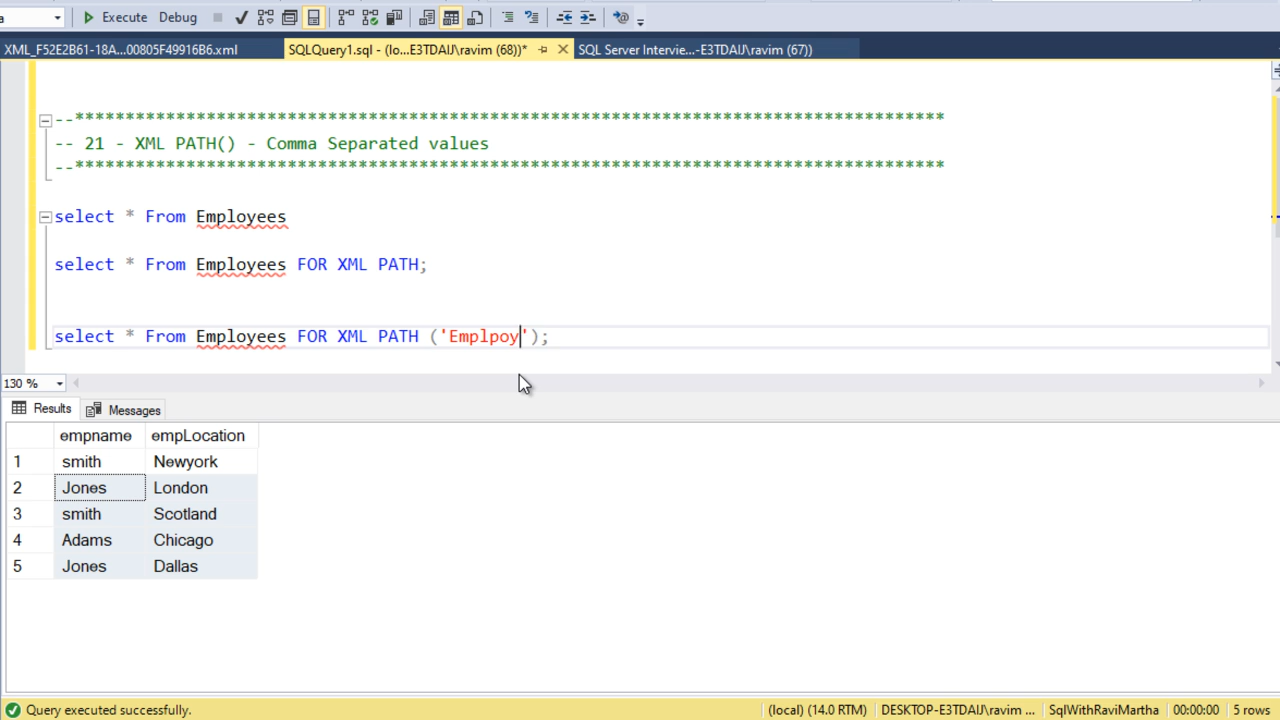 a
Execute
Debug
XML_F52E2B61-18A...00805F49916B6.xml
SQLQuery1.sql - (lo...E3TDAIJ\ravim (68))*
SQL Server Intervie...-E3TDAIJ\ravim (67))
--***************************************************************************************
-- 21 - XML PATH() - Comma Separated values
--***************************************************************************************
select * From Employees
select * From Employees FOR XML PATH;
select * From Employees FOR XML PATH ('Emplpoy');
130 %
Results
Messages
empname empLocation
1 smith Newyork
2 Jones London
3 smith Scotland
4 Adams Chicago
5 Jones Dallas
Query executed successfully.
(local) (14.0 RTM)
DESKTOP-E3TDAIJ\ravim ...
SqlWithRaviMartha
00:00:00
5 rows